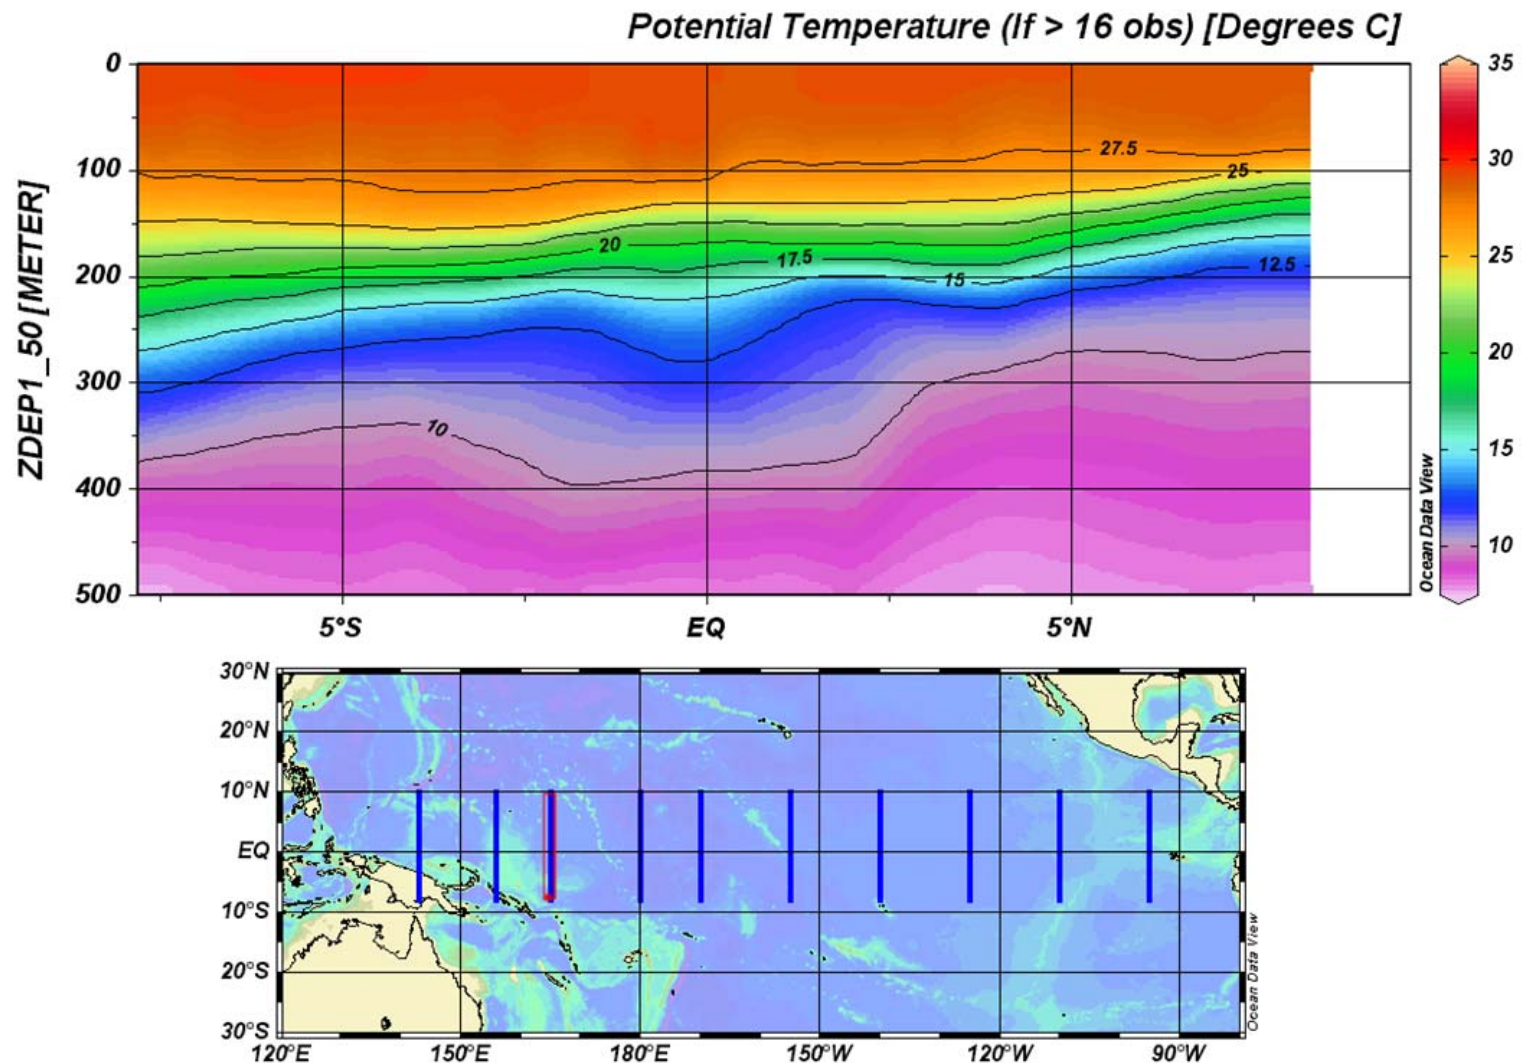 Potential Temperature (If > 16 obs) [Degrees C]
ZDEP1_50 [METER]
0
100
200
300
400
500
27.5
25
20
17.5
15
12.5
10
5°S
EQ
5°N
35
30
25
20
15
10
Ocean Data View
30°N
20°N
10°N
EQ
10°S
20°S
30°S
120°E
150°E
180°E
150°W
120°W
90°W
Ocean Data View